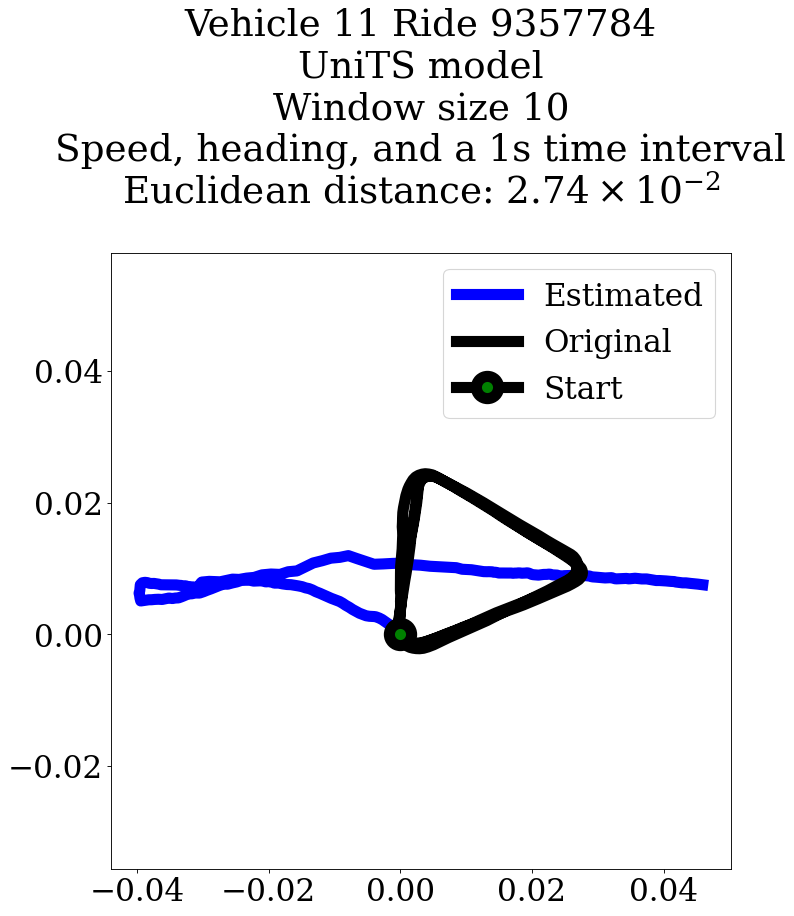 Vehicle 11 Ride 9357784
UniTS model
Window size 10
Speed, heading, and a 1s time interval
Euclidean distance: 2.74 × 10⁻²
Estimated
Original
Start
0.04
0.02
0.00
−0.02
−0.04 −0.02 0.00 0.02 0.04